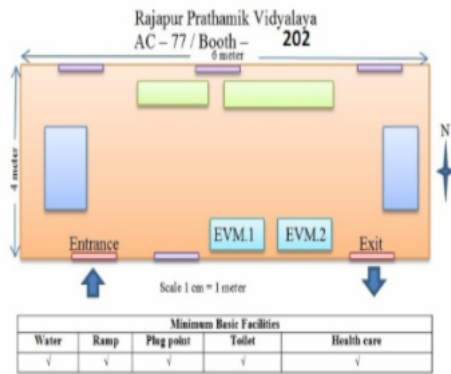 Rajapur Prathamik Vidyalaya
AC – 77 / Booth – 202
6 meter
4 meter
N
EVM.1 EVM.2
Entrance Exit
Scale 1 cm = 1 meter
Minimum Basic Facilities
Water Ramp Plug point Toilet Health care
√ √ √ √ √